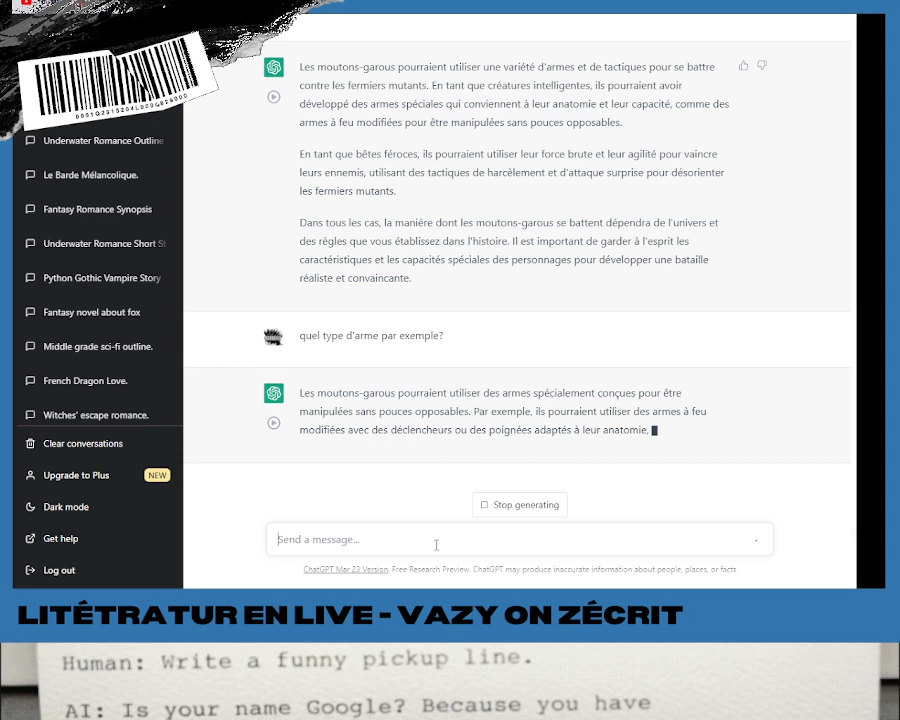 Underwater Romance Outline
Le Barde Mélancolique.
Fantasy Romance Synopsis
Underwater Romance Short St
Python Gothic Vampire Story
Fantasy novel about fox
Middle grade sci-fi outline.
French Dragon Love.
Witches' escape romance.
Clear conversations
Upgrade to Plus NEW
Dark mode
Get help
Log out
Les moutons-garous pourraient utiliser une variété d'armes et de tactiques pour se battre
contre les fermiers mutants. En tant que créatures intelligentes, ils pourraient avoir
développé des armes spéciales qui conviennent à leur anatomie et leur capacité, comme des
armes à feu modifiées pour être manipulées sans pouces opposables.
En tant que bêtes féroces, ils pourraient utiliser leur force brute et leur agilité pour vaincre
leurs ennemis, utilisant des tactiques de harcèlement et d'attaque surprise pour désorienter
les fermiers mutants.
Dans tous les cas, la manière dont les moutons-garous se battent dépendra de l'univers et
des règles que vous établissez dans l'histoire. Il est important de garder à l'esprit les
caractéristiques et les capacités spéciales des personnages pour développer une bataille
réaliste et convaincante.
quel type d'arme par exemple?
Les moutons-garous pourraient utiliser des armes spécialement conçues pour être
manipulées sans pouces opposables. Par exemple, ils pourraient utiliser des armes à feu
modifiées avec des déclencheurs ou des poignées adaptés à leur anatomie,
Stop generating
Send a message...
ChatGPT Mar 23 Version. Free Research Preview. ChatGPT may produce inaccurate information about people, places, or facts
LITÉTRATUR EN LIVE - VAZY ON ZÉCRIT
Human: Write a funny pickup line.
AI: Is your name Google? Because you have